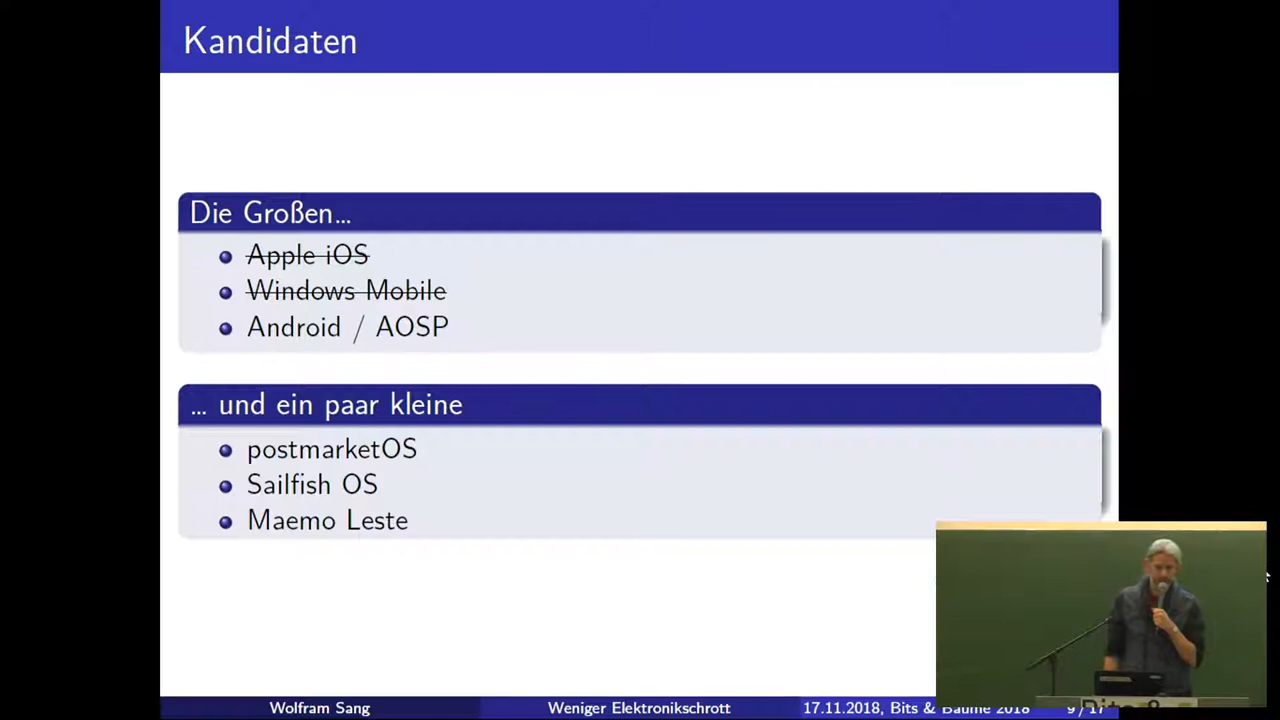 Kandidaten
Die Großen...
Apple iOS
Windows Mobile
Android / AOSP
... und ein paar kleine
postmarketOS
Sailfish OS
Maemo Leste
Wolfram Sang
Weniger Elektronikschrott
17.11.2018, Bits & Bäume 2018
9 / 17
Bits &